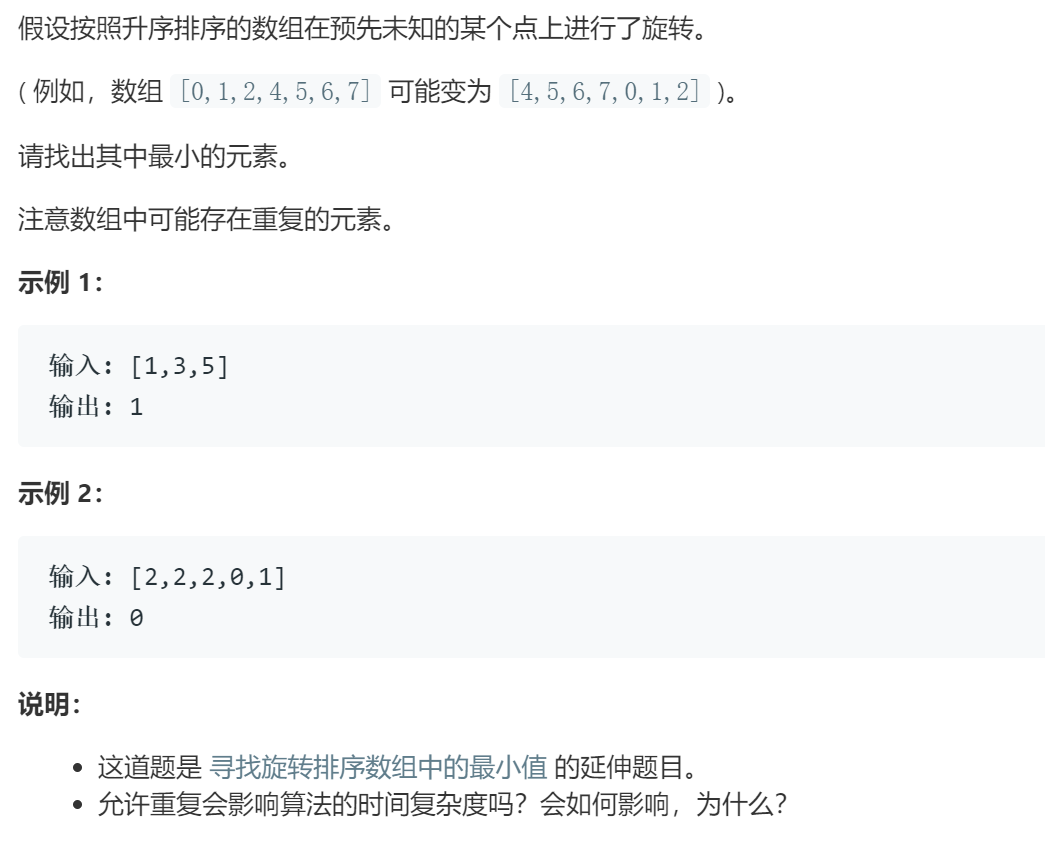 假设按照升序排序的数组在预先未知的某个点上进行了旋转。
( 例如，数组 [0,1,2,4,5,6,7] 可能变为 [4,5,6,7,0,1,2] )。
请找出其中最小的元素。
注意数组中可能存在重复的元素。
示例 1：
输入: [1,3,5]
输出: 1
示例 2：
输入: [2,2,2,0,1]
输出: 0
说明：
• 这道题是 寻找旋转排序数组中的最小值 的延伸题目。
• 允许重复会影响算法的时间复杂度吗？会如何影响，为什么？